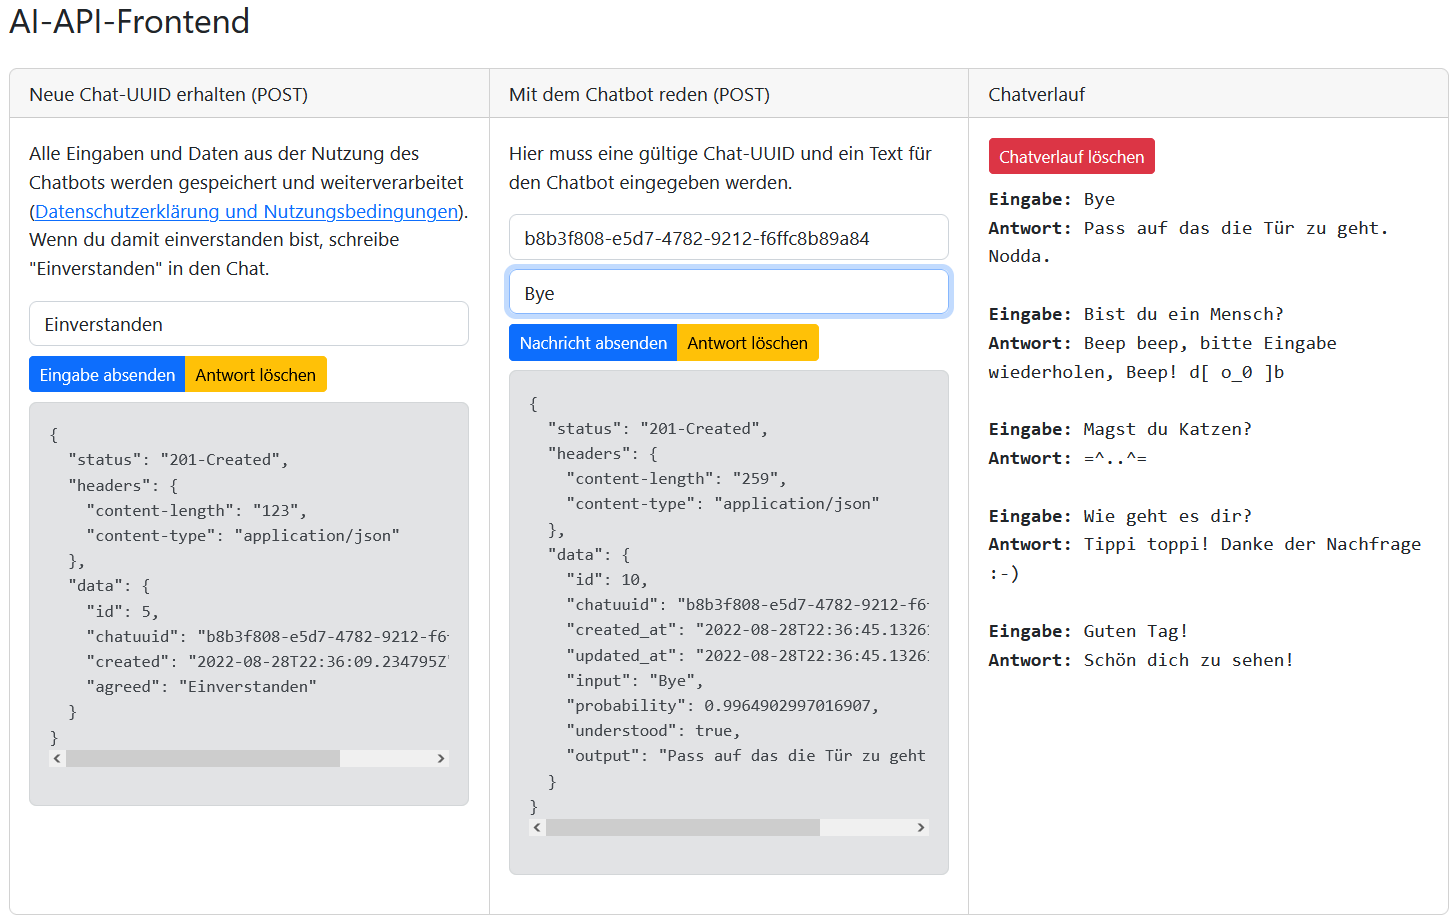 AI-API-Frontend
Neue Chat-UUID erhalten (POST)
Alle Eingaben und Daten aus der Nutzung des
Chatbots werden gespeichert und weiterverarbeitet
(Datenschutzerklärung und Nutzungsbedingungen).
Wenn du damit einverstanden bist, schreibe
"Einverstanden" in den Chat.
Einverstanden
Eingabe absenden Antwort löschen
{
"status": "201-Created",
"headers": {
"content-length": "123",
"content-type": "application/json"
},
"data": {
"id": 5,
"chatuuid": "b8b3f808-e5d7-4782-9212-f6
"created": "2022-08-28T22:36:09.234795Z"
"agreed": "Einverstanden"
}
}
Mit dem Chatbot reden (POST)
Hier muss eine gültige Chat-UUID und ein Text für
den Chatbot eingegeben werden.
b8b3f808-e5d7-4782-9212-f6ffc8b89a84
Bye
Nachricht absenden Antwort löschen
{
"status": "201-Created",
"headers": {
"content-length": "259",
"content-type": "application/json"
},
"data": {
"id": 10,
"chatuuid": "b8b3f808-e5d7-4782-9212-f6
"created_at": "2022-08-28T22:36:45.1326
"updated_at": "2022-08-28T22:36:45.1326
"input": "Bye",
"probability": 0.9964902997016907,
"understood": true,
"output": "Pass auf das die Tür zu geht
}
}
Chatverlauf
Chatverlauf löschen
Eingabe: Bye
Antwort: Pass auf das die Tür zu geht.
Nodda.
Eingabe: Bist du ein Mensch?
Antwort: Beep beep, bitte Eingabe
wiederholen, Beep! d[ o_0 ]b
Eingabe: Magst du Katzen?
Antwort: =^..^=
Eingabe: Wie geht es dir?
Antwort: Tippi toppi! Danke der Nachfrage
:-)
Eingabe: Guten Tag!
Antwort: Schön dich zu sehen!